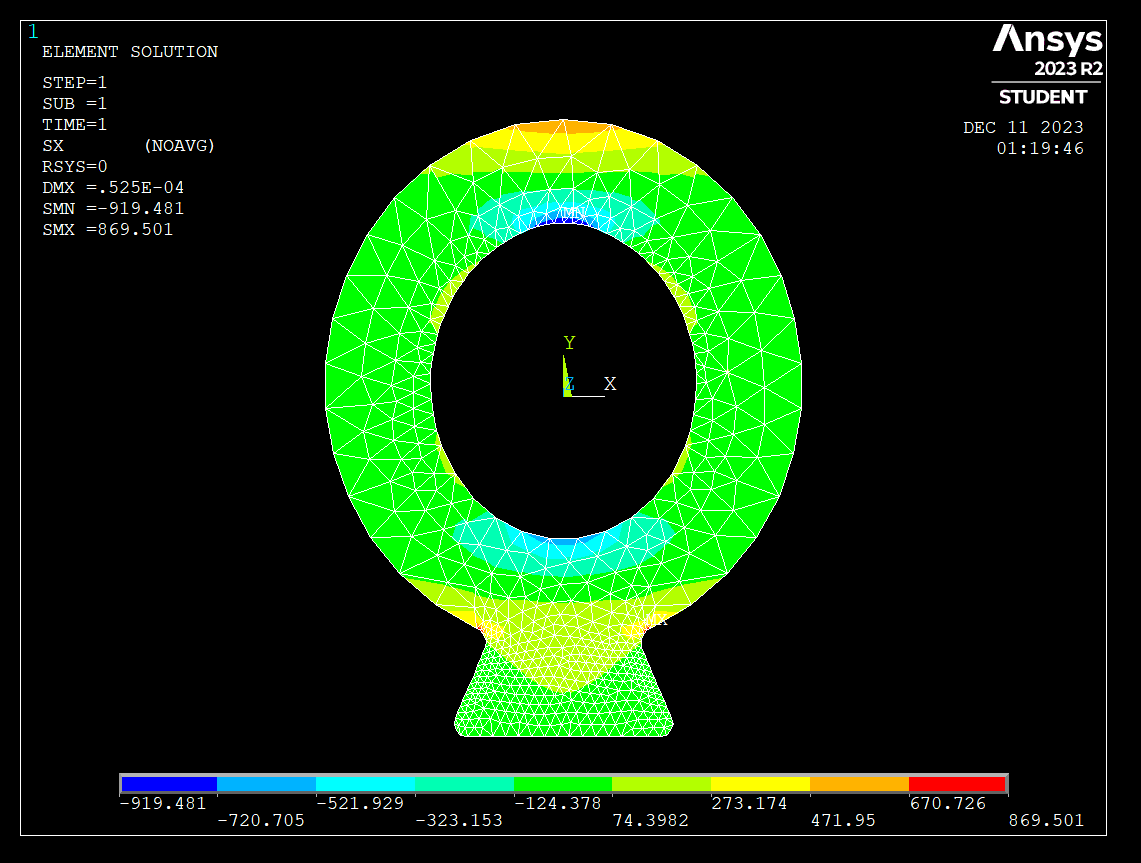 1
ELEMENT SOLUTION
STEP=1
SUB =1
TIME=1
SX (NOAVG)
RSYS=0
DMX =.525E-04
SMN =-919.481
SMX =869.501
Ansys
2023 R2
STUDENT
DEC 11 2023
01:19:46
Y
Z X
-919.481 -521.929 -124.378 273.174 670.726
-720.705 -323.153 74.3982 471.95 869.501